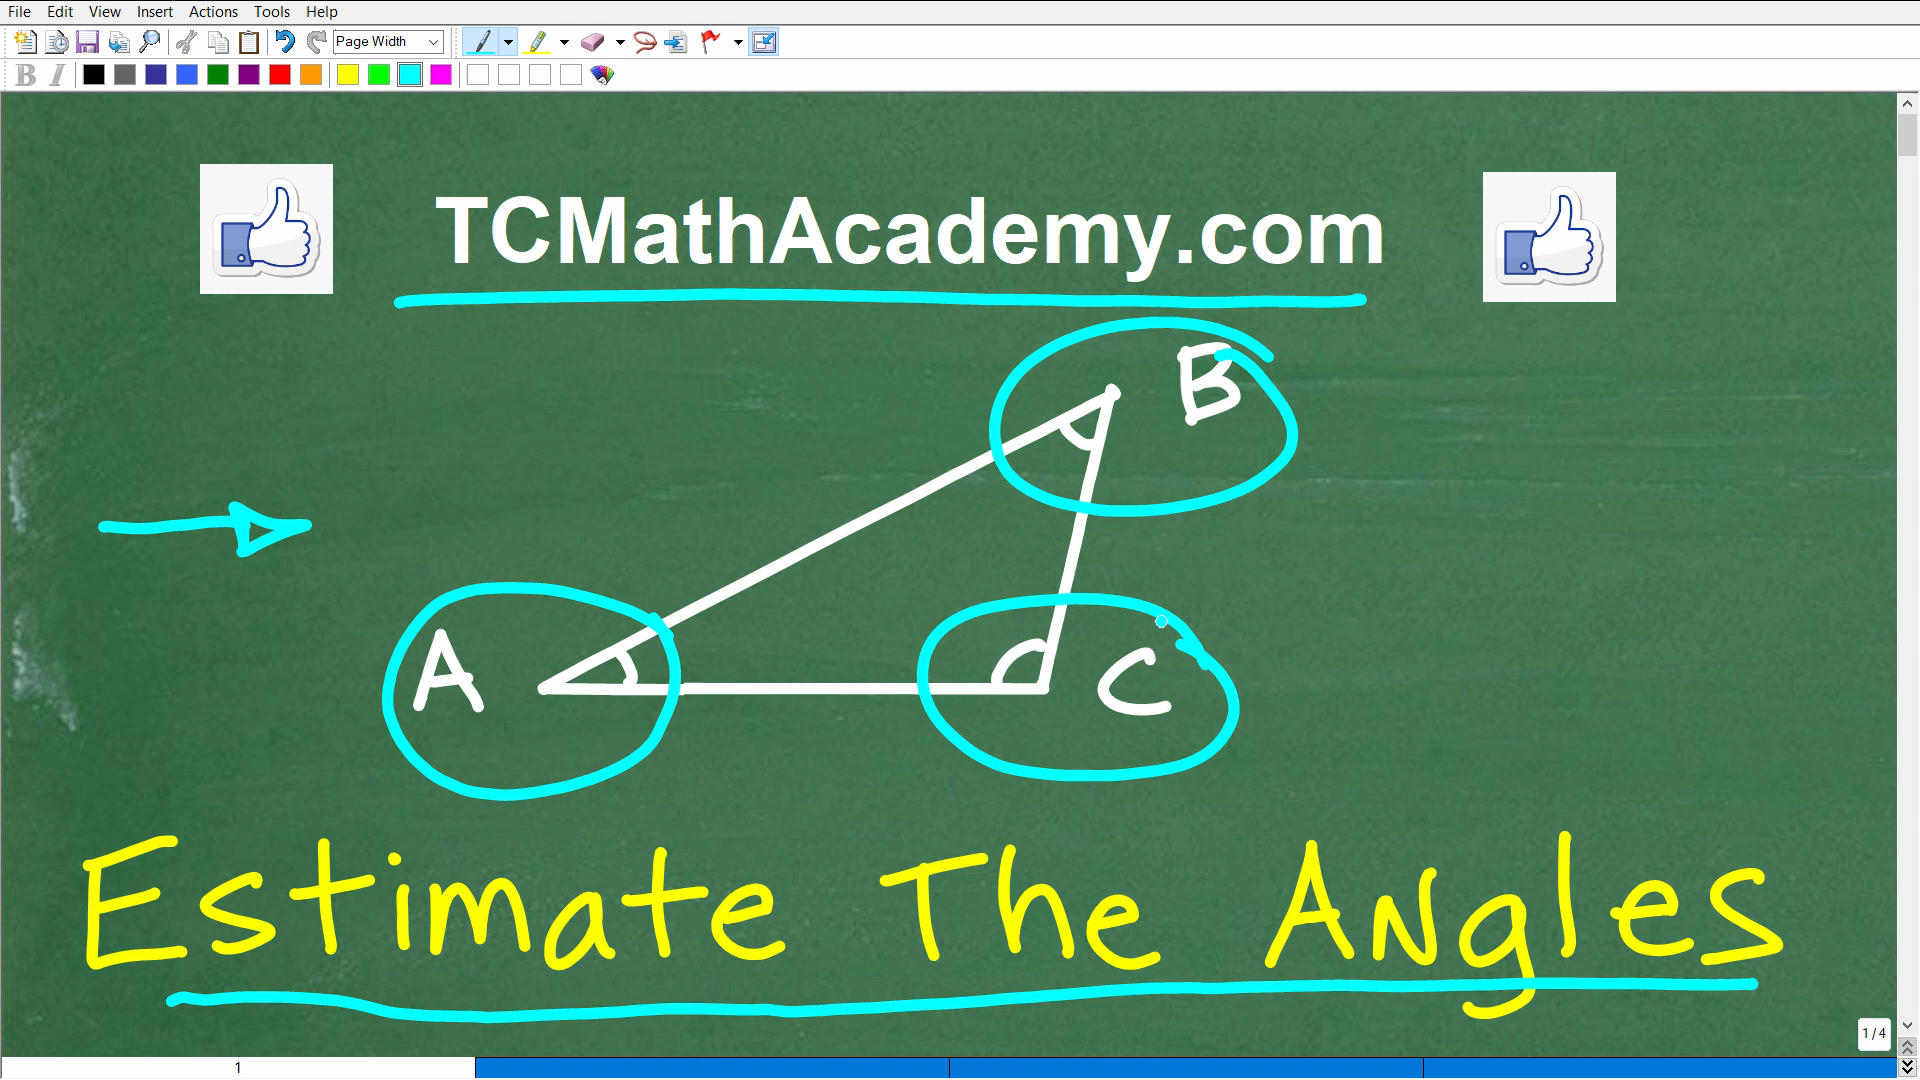 File Edit View Insert Actions Tools Help
Page Width
B I
TCMathAcademy.com
B
A
C
Estimate The Angles
1 / 4
1